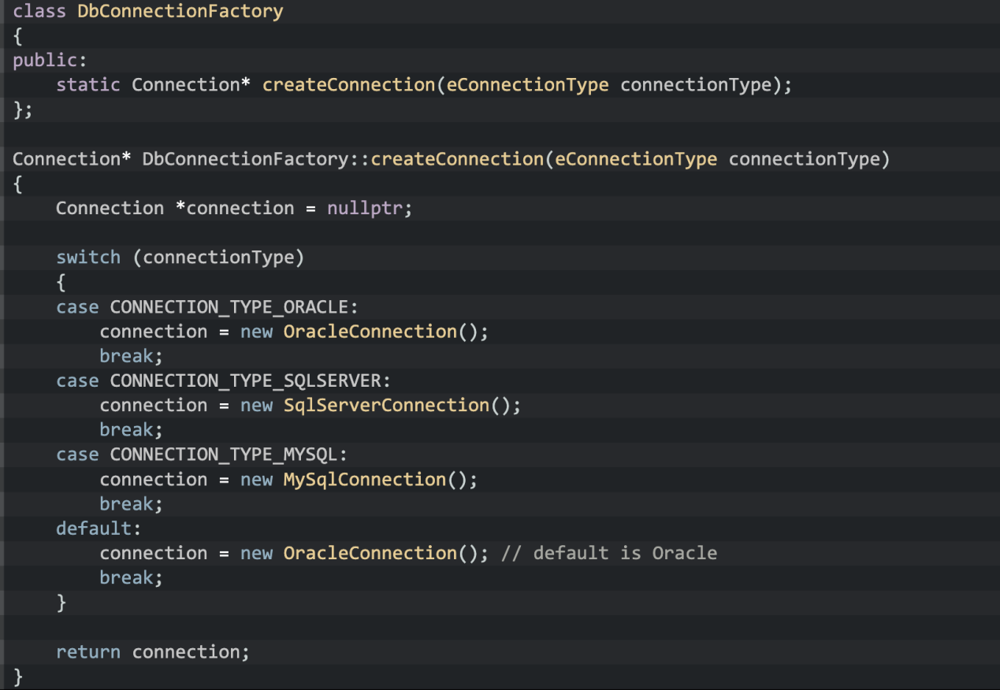 class DbConnectionFactory
{
public:
    static Connection* createConnection(eConnectionType connectionType);
};

Connection* DbConnectionFactory::createConnection(eConnectionType connectionType)
{
    Connection *connection = nullptr;

    switch (connectionType)
    {
    case CONNECTION_TYPE_ORACLE:
        connection = new OracleConnection();
        break;
    case CONNECTION_TYPE_SQLSERVER:
        connection = new SqlServerConnection();
        break;
    case CONNECTION_TYPE_MYSQL:
        connection = new MySqlConnection();
        break;
    default:
        connection = new OracleConnection(); // default is Oracle
        break;
    }

    return connection;
}